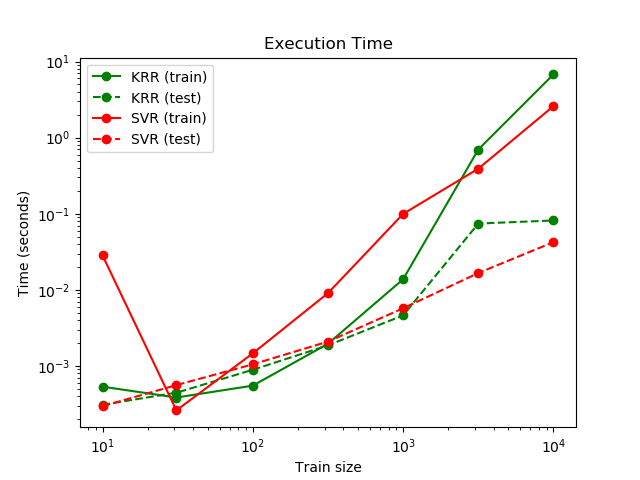 Execution Time
KRR (train)
KRR (test)
SVR (train)
SVR (test)
Time (seconds)
10¹
10⁰
10⁻¹
10⁻²
10⁻³
10¹
10²
10³
10⁴
Train size